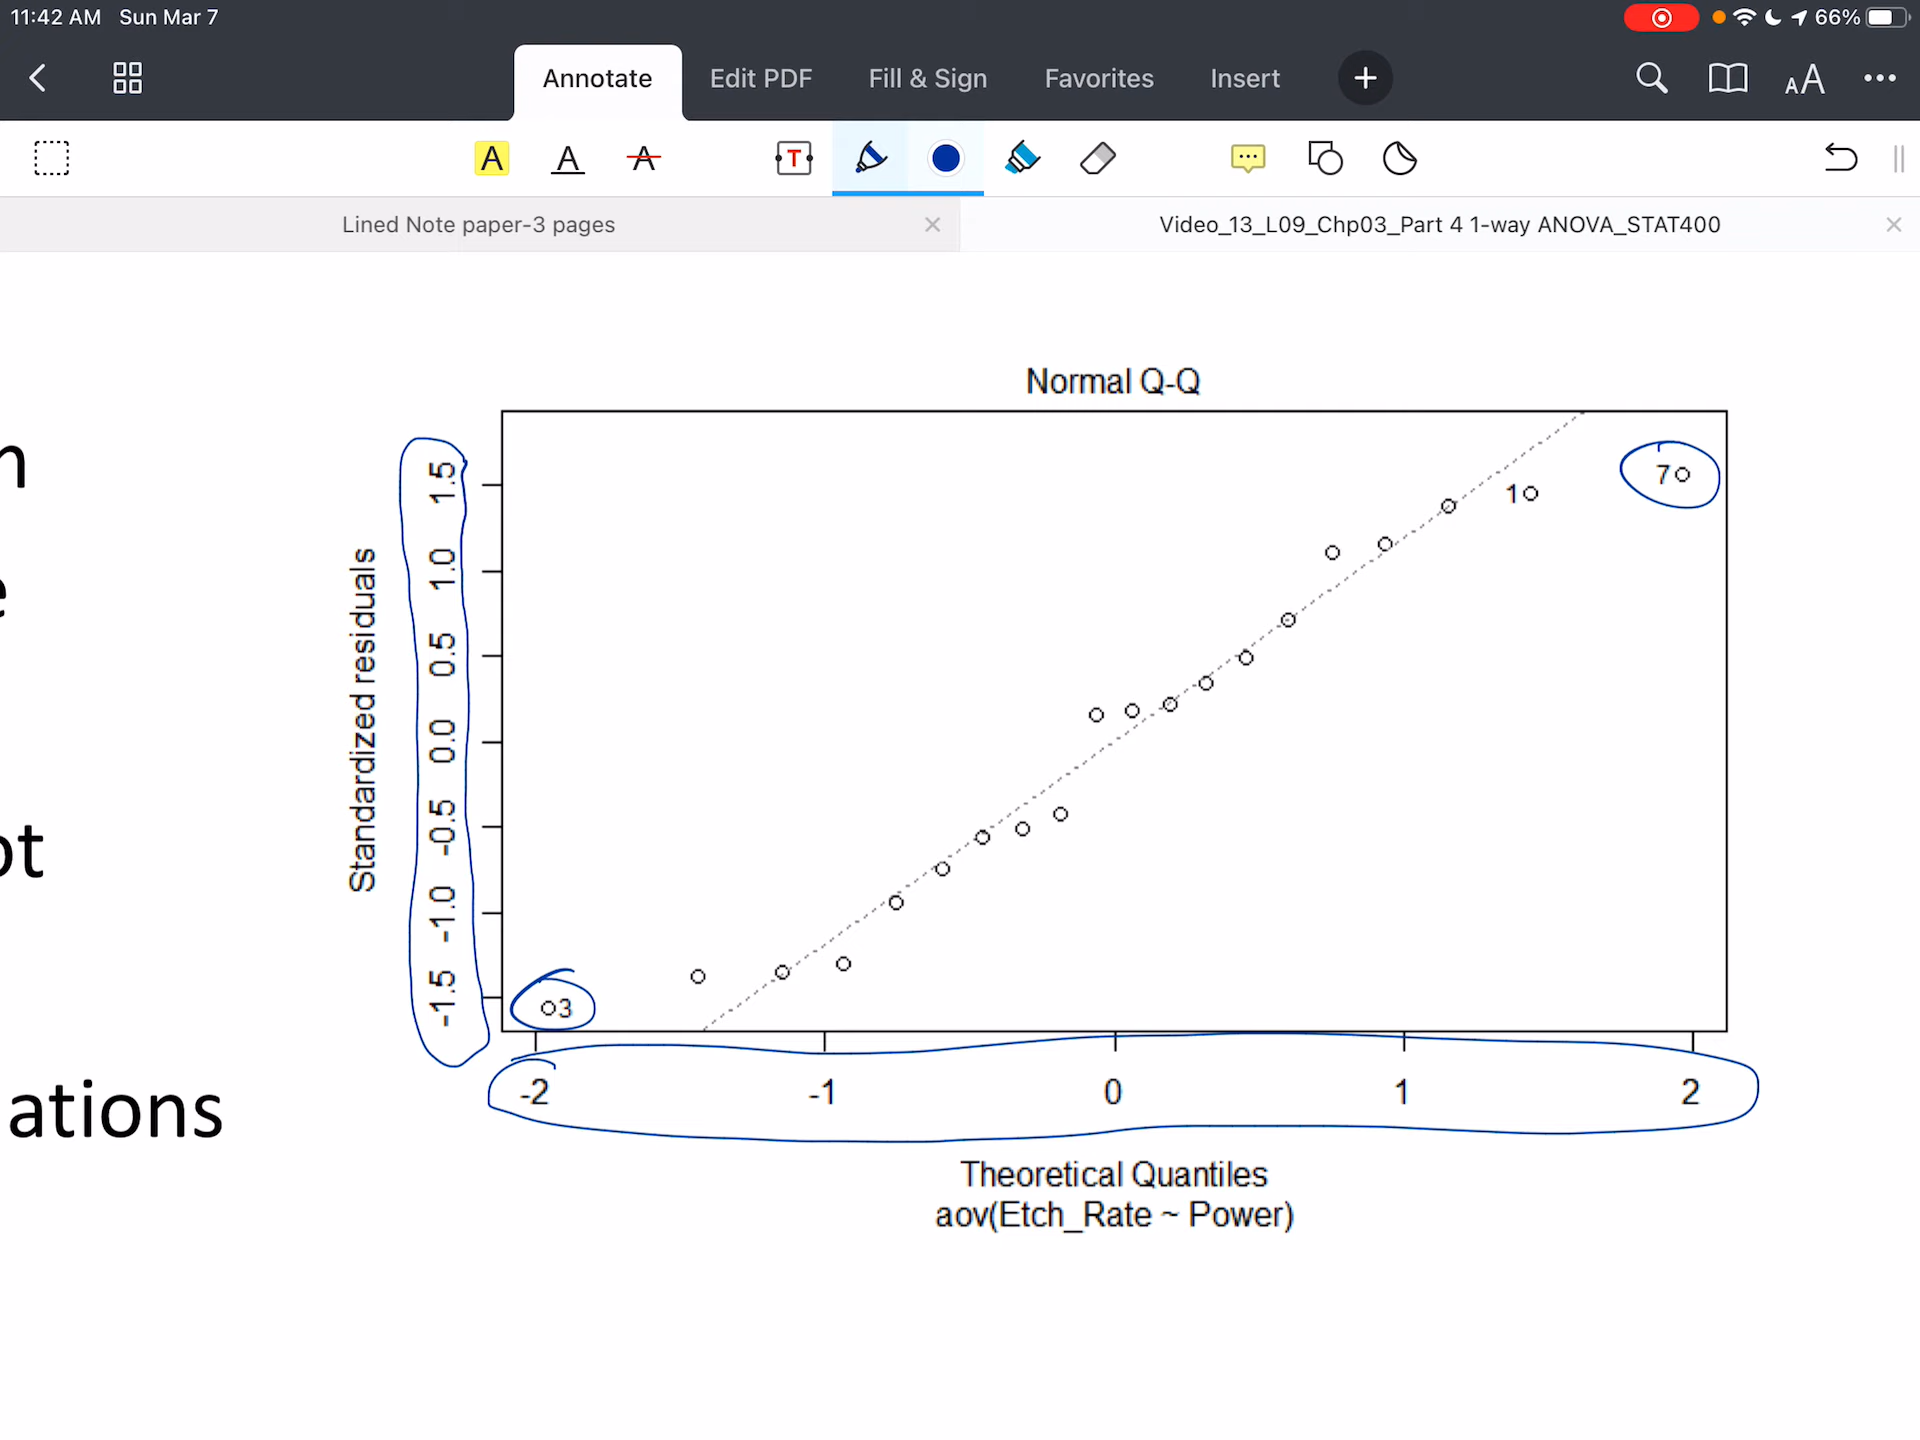 11:42 AM Sun Mar 7
66%
Annotate
Edit PDF
Fill & Sign
Favorites
Insert
AA
A
A
A
T
Lined Note paper-3 pages
Video_13_L09_Chp03_Part 4 1-way ANOVA_STAT400
Normal Q-Q
Standardized residuals
1.5
1.0
0.5
0.0
-0.5
-1.0
-1.5
7
1
3
-2 -1 0 1 2
Theoretical Quantiles
aov(Etch_Rate ~ Power)
ations